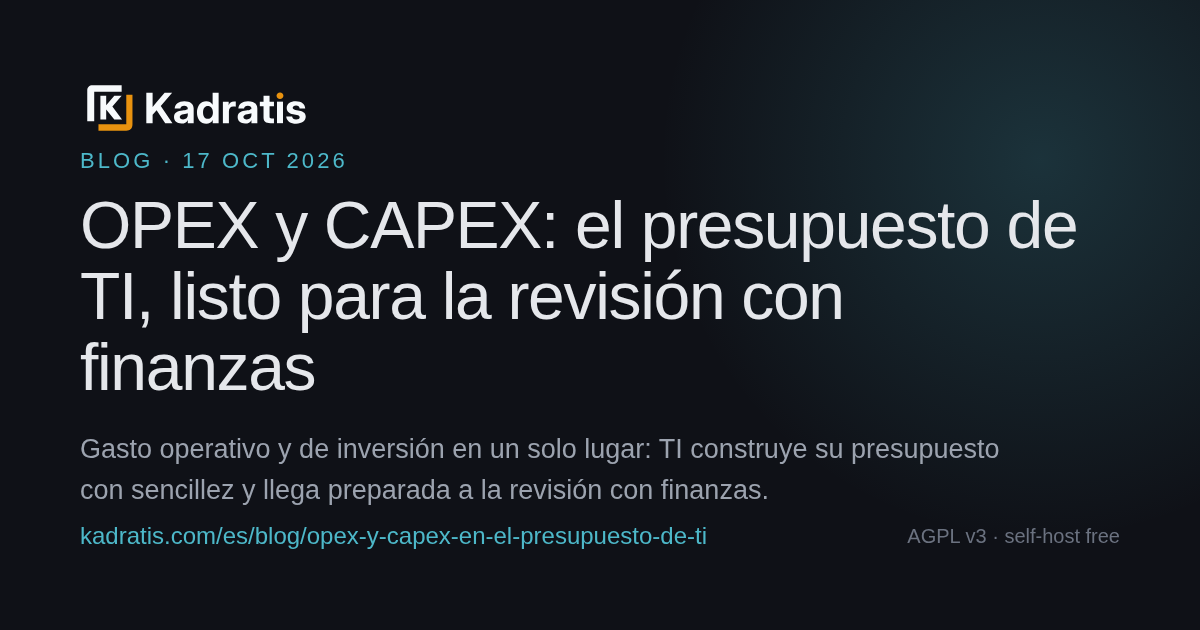 Kadratis
BLOG · 17 OCT 2026
OPEX y CAPEX: el presupuesto de
TI, listo para la revisión con
finanzas
Gasto operativo y de inversión en un solo lugar: TI construye su presupuesto
con sencillez y llega preparada a la revisión con finanzas.
kadratis.com/es/blog/opex-y-capex-en-el-presupuesto-de-ti
AGPL v3 · self-host free